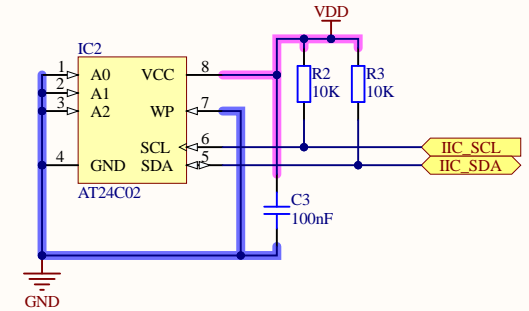 VDD
IC2
1 A0 VCC 8
2 A1
3 A2 WP 7
R2
10K
R3
10K
SCL 6
4 GND SDA 5
IIC_SCL
IIC_SDA
AT24C02
C3
100nF
GND